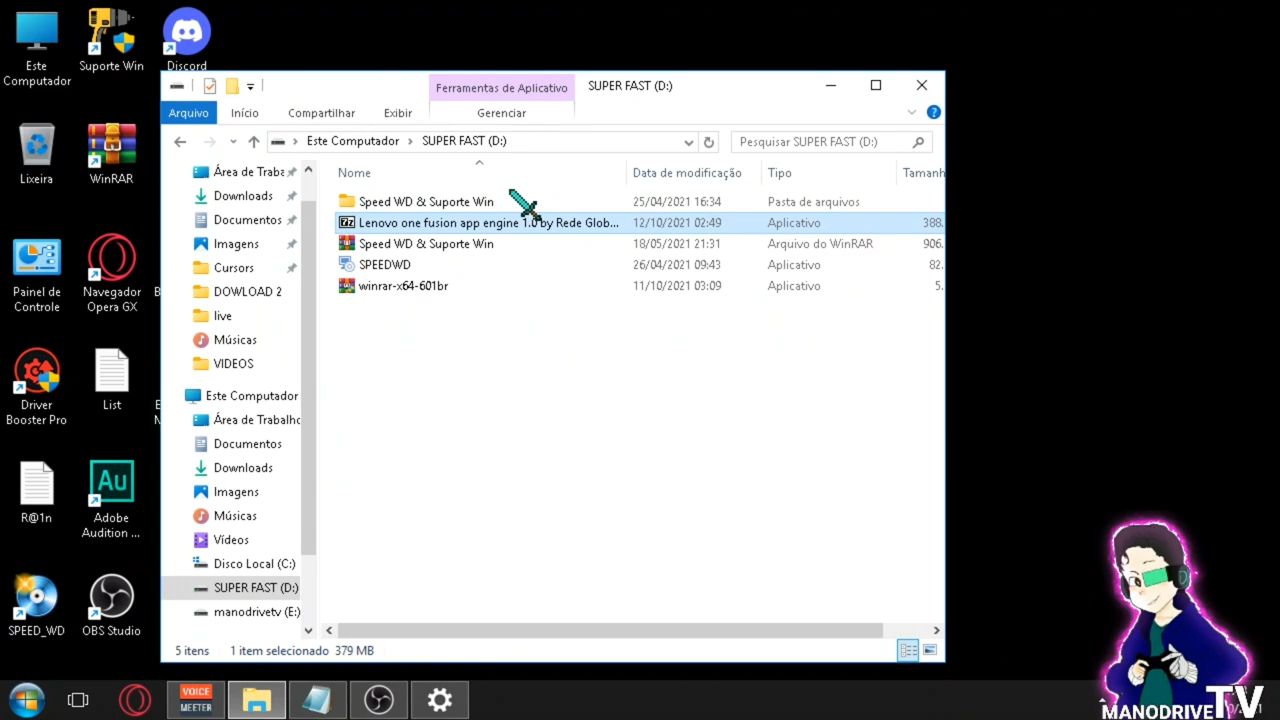 Este
Computador
Suporte Win
Discord
Lixeira
WinRAR
Painel de
Controle
Navegador
Opera GX
Driver
Booster Pro
List
R@1n
Adobe
Audition ...
SPEED_WD
OBS Studio
Ferramentas de Aplicativo
SUPER FAST (D:)
Arquivo
Início
Compartilhar
Exibir
Gerenciar
Este Computador
SUPER FAST (D:)
Pesquisar SUPER FAST (D:)
Nome
Data de modificação
Tipo
Tamanh
Speed WD & Suporte Win
25/04/2021 16:34
Pasta de arquivos
Lenovo one fusion app engine 1.0 by Rede Glob...
12/10/2021 02:49
Aplicativo
388.
Speed WD & Suporte Win
18/05/2021 21:31
Arquivo do WinRAR
906.
SPEEDWD
26/04/2021 09:43
Aplicativo
82.
winrar-x64-601br
11/10/2021 03:09
Aplicativo
5.
Área de Traba
Downloads
Documentos
Imagens
Cursors
DOWLOAD 2
live
Músicas
VIDEOS
Este Computador
Área de Trabalho
Documentos
Downloads
Imagens
Músicas
Vídeos
Disco Local (C:)
SUPER FAST (D:)
manodrivetv (E:)
5 itens
1 item selecionado 379 MB
VOICE
MEETER
MANODRIVE TV